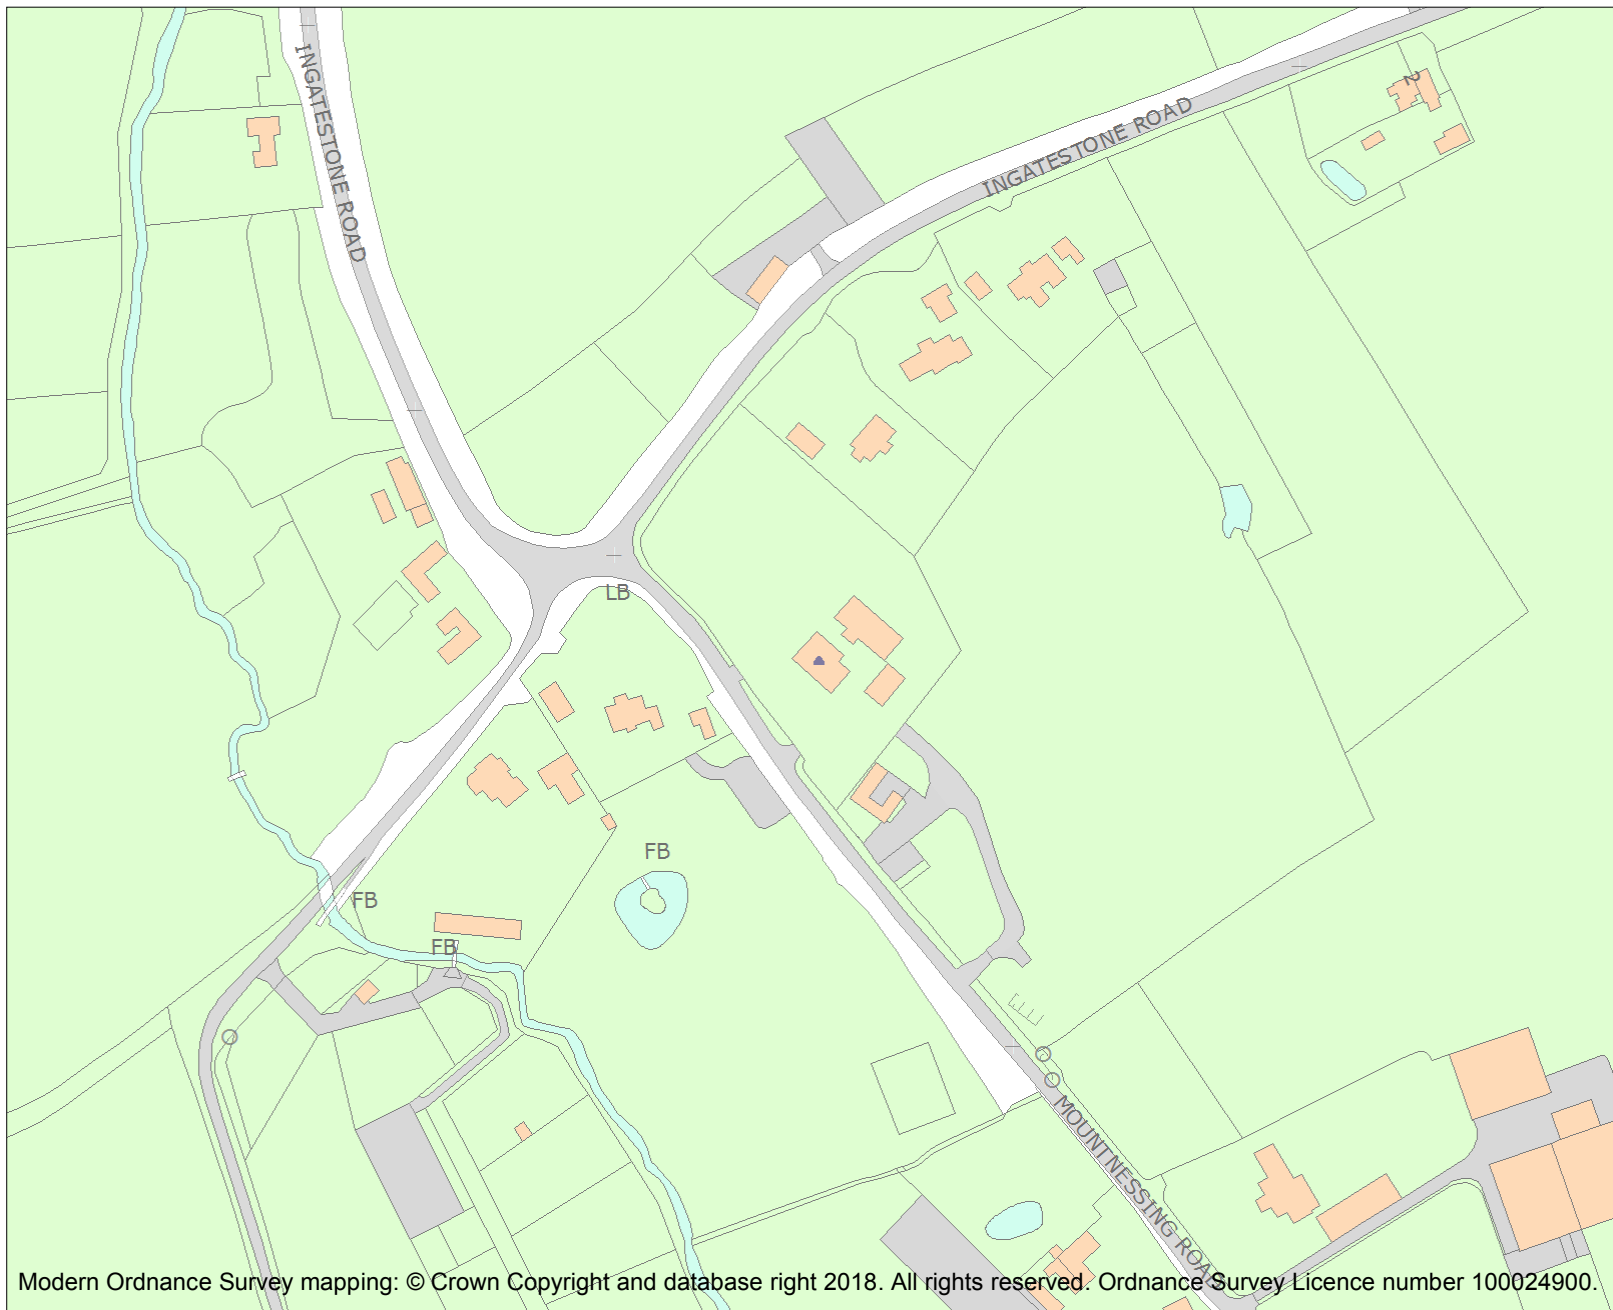 INGATESTONE ROAD
INGATESTONE ROAD
2
LB
FB
FB
FB
MOUNTNESSING ROAD
Modern Ordnance Survey mapping: © Crown Copyright and database right 2018. All rights reserved. Ordnance Survey Licence number 100024900.